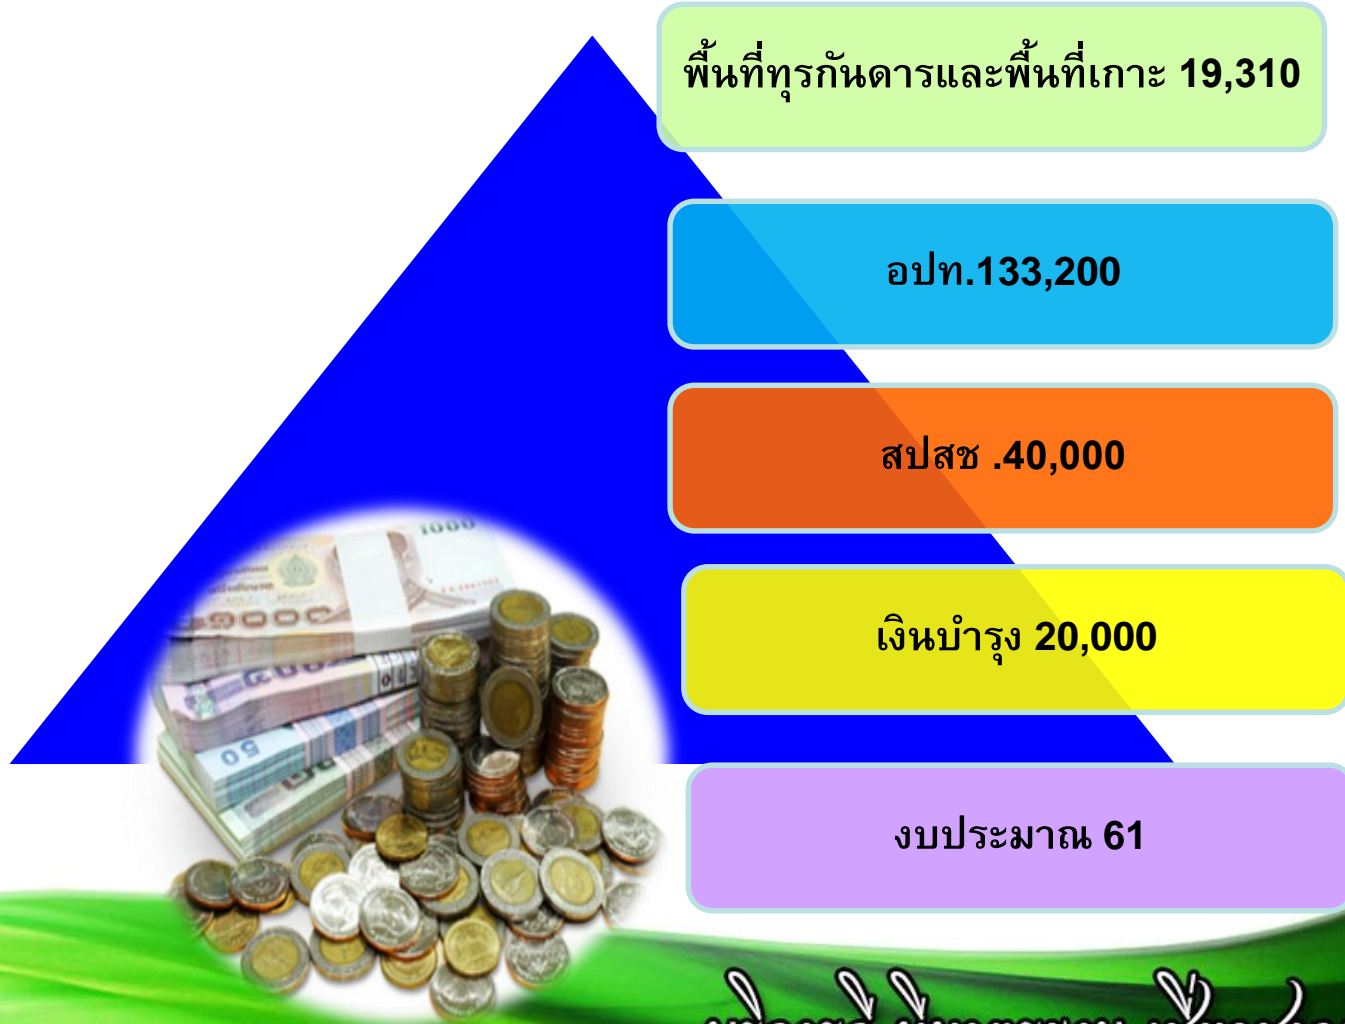 พื้นที่ทุรกันดารและพื้นที่เกาะ 19,310
อปท.133,200
สปสช .40,000
เงินบำรุง 20,000
งบประมาณ 61
1000
50